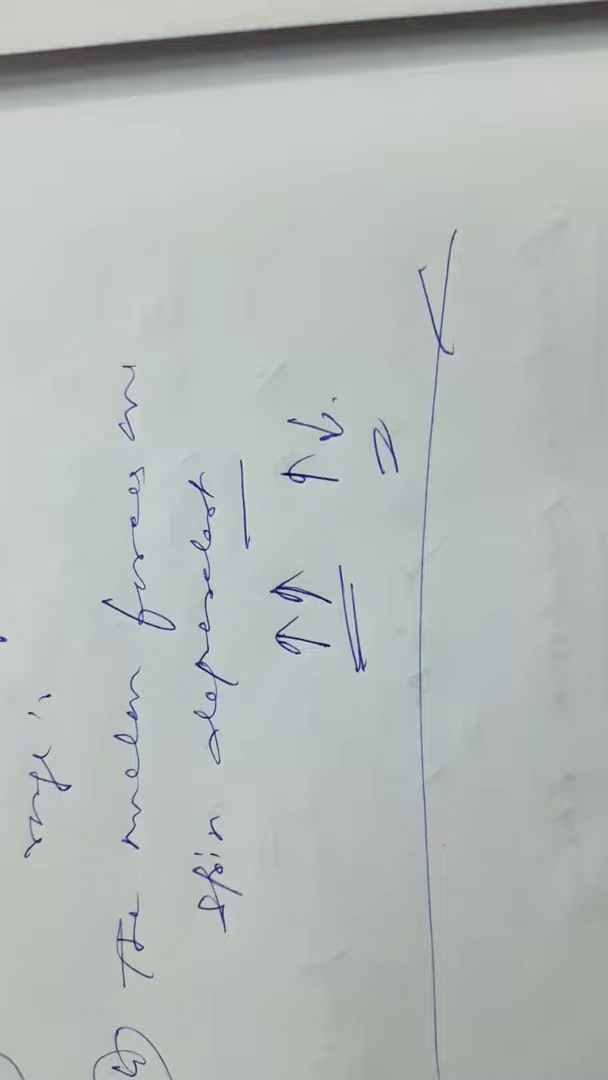 range.
The nuclear forces are
spin dependent
↑↑ ↑↓.